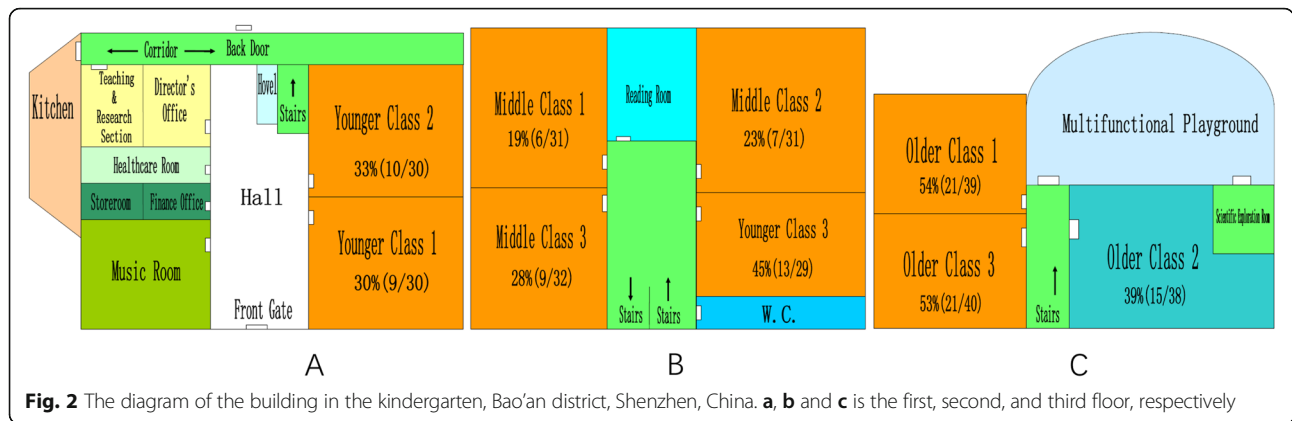 Corridor
Back Door
Kitchen
Teaching
&
Research
Section
Director's
Office
Hovel
Stairs
Younger Class 2
33%(10/30)
Healthcare Room
Storeroom
Finance Office
Hall
Music Room
Younger Class 1
30%(9/30)
Front Gate
A
Middle Class 1
19%(6/31)
Reading Room
Middle Class 2
23%(7/31)
Middle Class 3
28%(9/32)
Younger Class 3
45%(13/29)
Stairs
Stairs
W.C.
B
Multifunctional Playground
Older Class 1
54%(21/39)
Scientific Exploration Room
Older Class 3
53%(21/40)
Older Class 2
39%(15/38)
Stairs
C
Fig. 2 The diagram of the building in the kindergarten, Bao'an district, Shenzhen, China. a, b and c is the first, second, and third floor, respectively